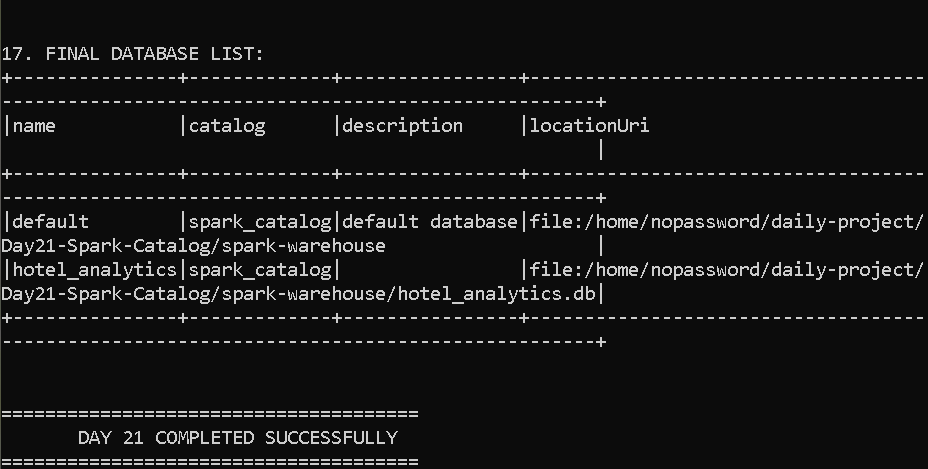 17. FINAL DATABASE LIST:
+---------------+-------------+----------------+------------------------------------
------------------------------------------------------+
|name           |catalog      |description     |locationUri
                                                      |
+---------------+-------------+----------------+------------------------------------
------------------------------------------------------+
|default        |spark_catalog|default database|file:/home/nopassword/daily-project/
Day21-Spark-Catalog/spark-warehouse                   |
|hotel_analytics|spark_catalog|                |file:/home/nopassword/daily-project/
Day21-Spark-Catalog/spark-warehouse/hotel_analytics.db|
+---------------+-------------+----------------+------------------------------------
------------------------------------------------------+
======================================
       DAY 21 COMPLETED SUCCESSFULLY
======================================